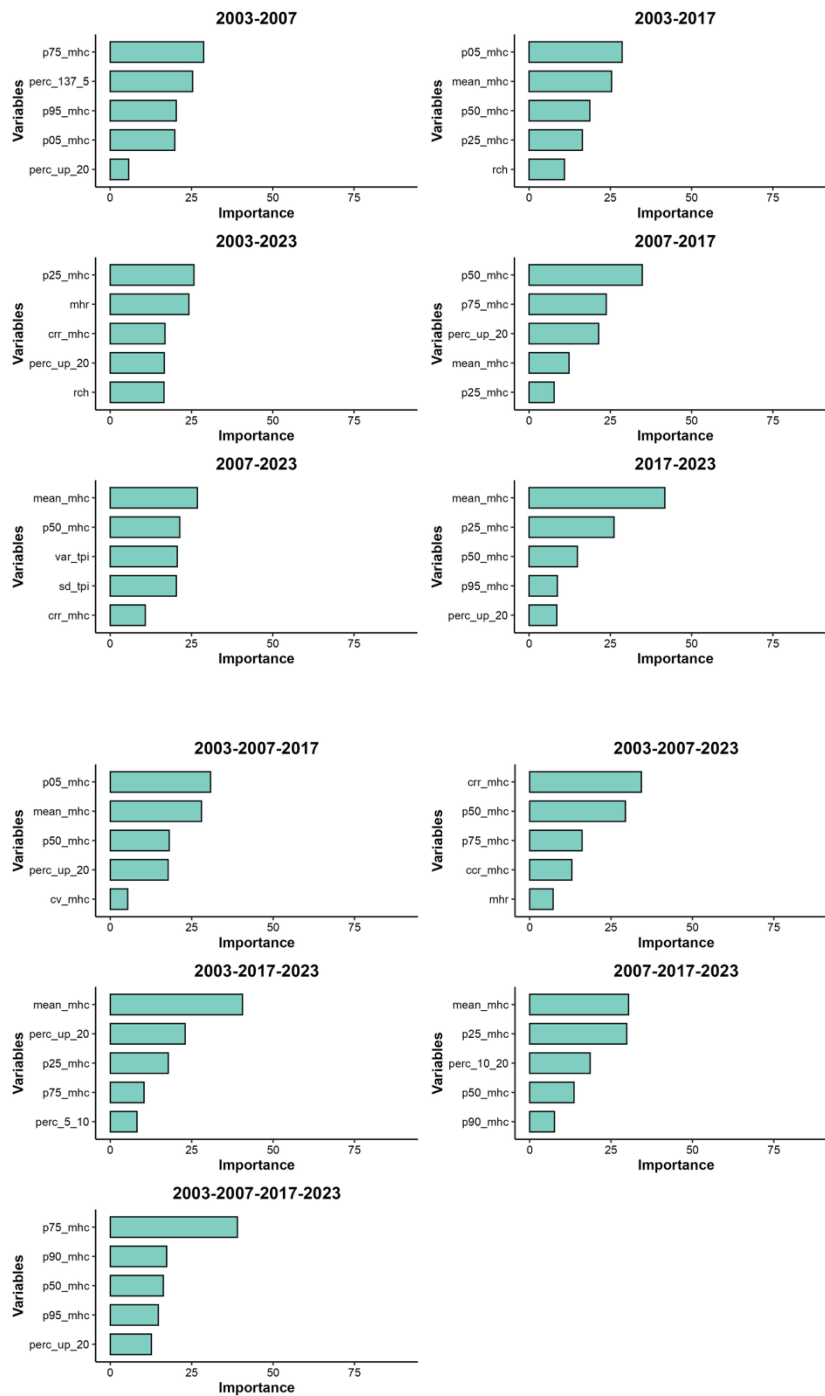 2003-2007
Variables
p75_mhc
perc_137_5
p95_mhc
p05_mhc
perc_up_20
0 25 50 75
Importance
2003-2017
Variables
p05_mhc
mean_mhc
p50_mhc
p25_mhc
rch
0 25 50 75
Importance
2003-2023
Variables
p25_mhc
mhr
crr_mhc
perc_up_20
rch
0 25 50 75
Importance
2007-2017
Variables
p50_mhc
p75_mhc
perc_up_20
mean_mhc
p25_mhc
0 25 50 75
Importance
2007-2023
Variables
mean_mhc
p50_mhc
var_tpi
sd_tpi
crr_mhc
0 25 50 75
Importance
2017-2023
Variables
mean_mhc
p25_mhc
p50_mhc
p95_mhc
perc_up_20
0 25 50 75
Importance
2003-2007-2017
Variables
p05_mhc
mean_mhc
p50_mhc
perc_up_20
cv_mhc
0 25 50 75
Importance
2003-2007-2023
Variables
crr_mhc
p50_mhc
p75_mhc
ccr_mhc
mhr
0 25 50 75
Importance
2003-2017-2023
Variables
mean_mhc
perc_up_20
p25_mhc
p75_mhc
perc_5_10
0 25 50 75
Importance
2007-2017-2023
Variables
mean_mhc
p25_mhc
perc_10_20
p50_mhc
p90_mhc
0 25 50 75
Importance
2003-2007-2017-2023
Variables
p75_mhc
p90_mhc
p50_mhc
p95_mhc
perc_up_20
0 25 50 75
Importance